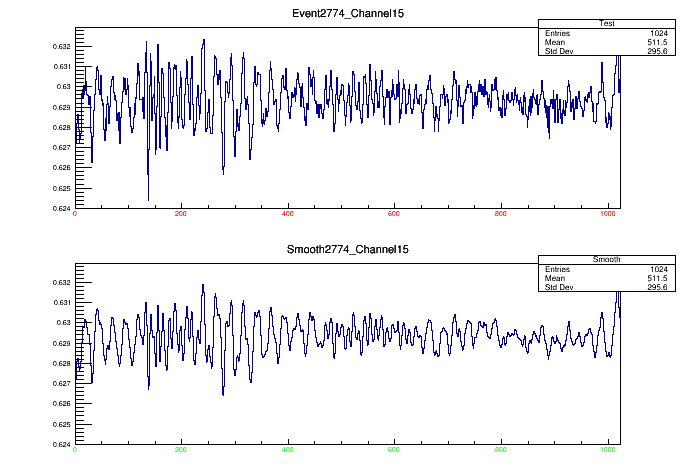 Event2774_Channel15
Test
Entries 1024
Mean 511.5
Std Dev 295.6
0.632
0.631
0.63
0.629
0.628
0.627
0.626
0.625
0.624
0 200 400 600 800 1000
Smooth2774_Channel15
Smooth
Entries 1024
Mean 511.5
Std Dev 295.6
0.632
0.631
0.63
0.629
0.628
0.627
0.626
0.625
0.624
0 200 400 600 800 1000